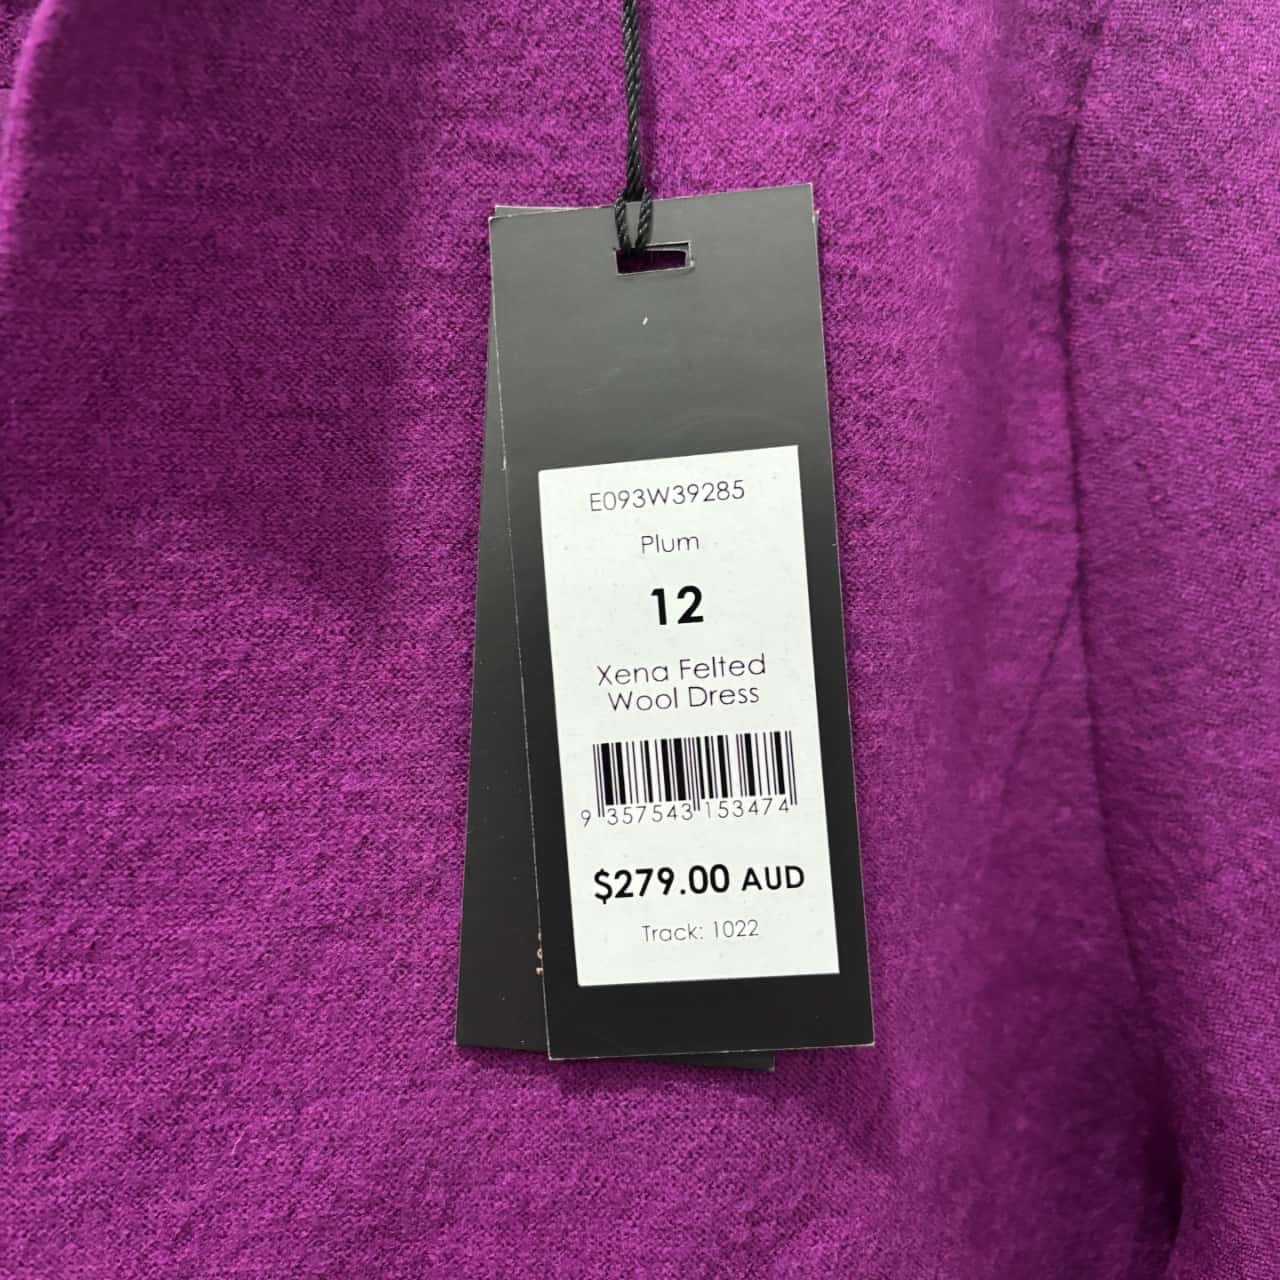 E093W39285
Plum
12
Xena Felted
Wool Dress
9 357543 153474
$279.00 AUD
Track: 1022